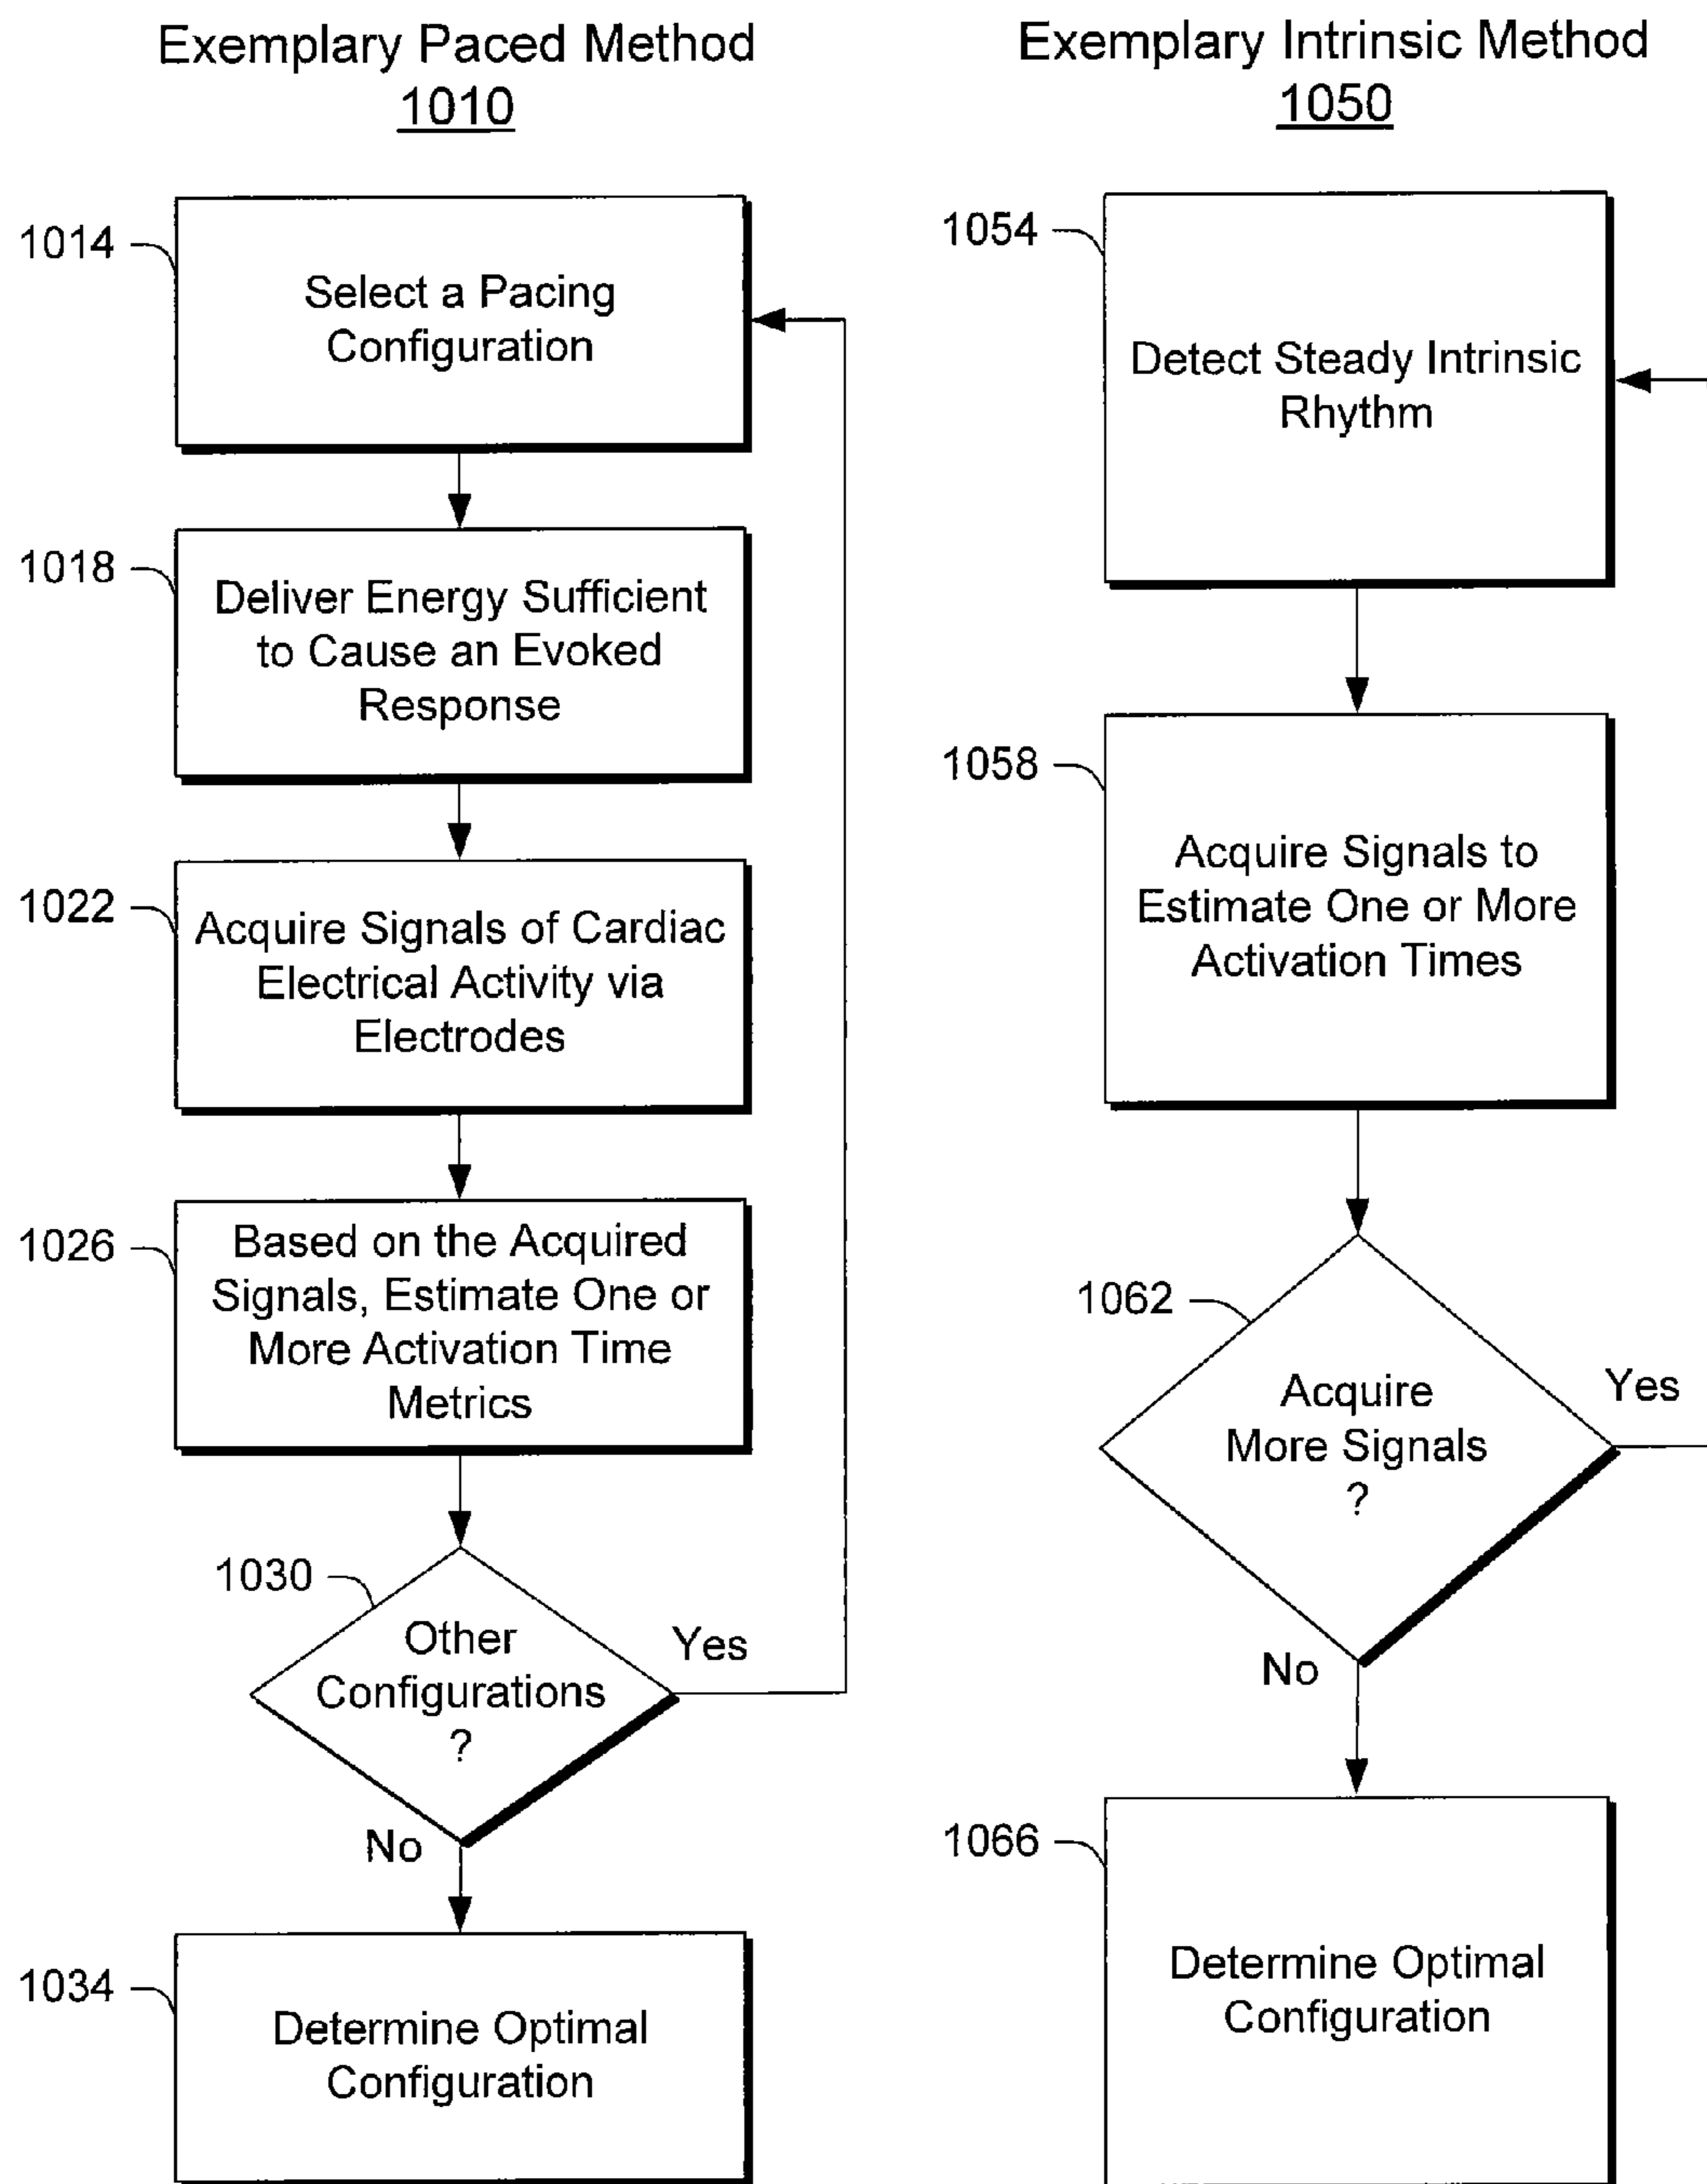 Exemplary Paced Method
1010
1014
Select a Pacing
Configuration
1018
Deliver Energy Sufficient
to Cause an Evoked
Response
1022
Acquire Signals of Cardiac
Electrical Activity via
Electrodes
1026
Based on the Acquired
Signals, Estimate One or
More Activation Time
Metrics
1030
Other
Configurations
?
Yes
No
1034
Determine Optimal
Configuration
Exemplary Intrinsic Method
1050
1054
Detect Steady Intrinsic
Rhythm
1058
Acquire Signals to
Estimate One or More
Activation Times
1062
Acquire
More Signals
?
Yes
No
1066
Determine Optimal
Configuration